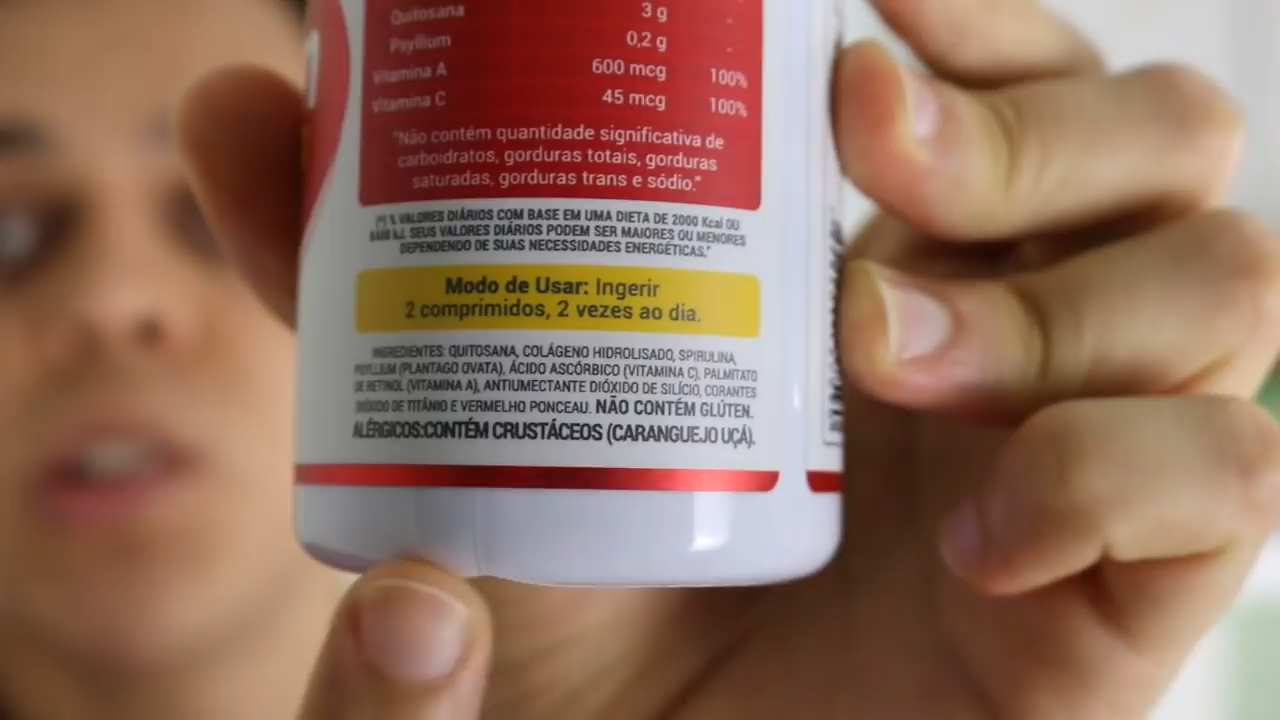 Quitosana 3 g -
Psyllium 0,2 g -
Vitamina A 600 mcg 100%
Vitamina C 45 mcg 100%
"Não contém quantidade significativa de
carboidratos, gorduras totais, gorduras
saturadas, gorduras trans e sódio."
(*) % VALORES DIÁRIOS COM BASE EM UMA DIETA DE 2000 Kcal OU
8400 kJ. SEUS VALORES DIÁRIOS PODEM SER MAIORES OU MENORES
DEPENDENDO DE SUAS NECESSIDADES ENERGÉTICAS."
Modo de Usar: Ingerir
2 comprimidos, 2 vezes ao dia.
INGREDIENTES: QUITOSANA, COLÁGENO HIDROLISADO, SPIRULINA,
PSYLLIUM (PLANTAGO OVATA), ÁCIDO ASCÓRBICO (VITAMINA C), PALMITATO
DE RETINOL (VITAMINA A), ANTIUMECTANTE DIÓXIDO DE SILÍCIO, CORANTES
DIÓXIDO DE TITÂNIO E VERMELHO PONCEAU. NÃO CONTÉM GLÚTEN.
ALÉRGICOS:CONTÉM CRUSTÁCEOS (CARANGUEJO UÇÁ).